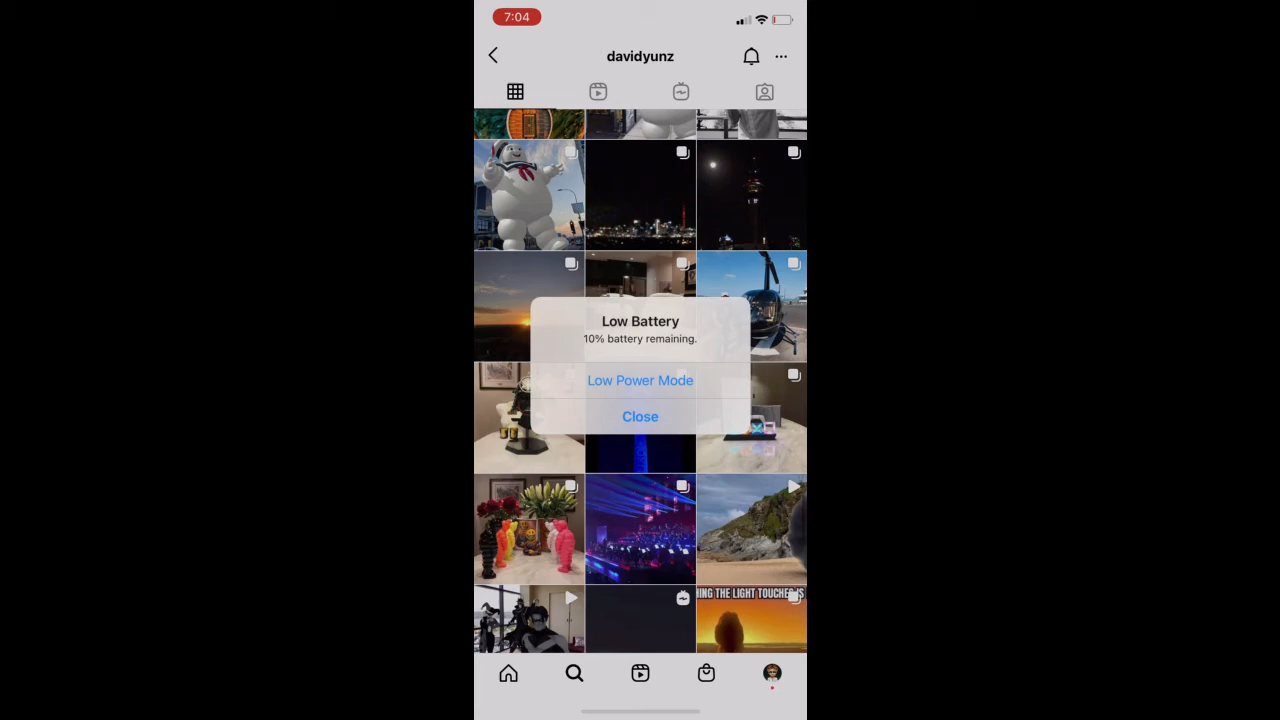 7:04
davidyunz
Low Battery
10% battery remaining.
Low Power Mode
Close
ING THE LIGHT TOUCHES IS